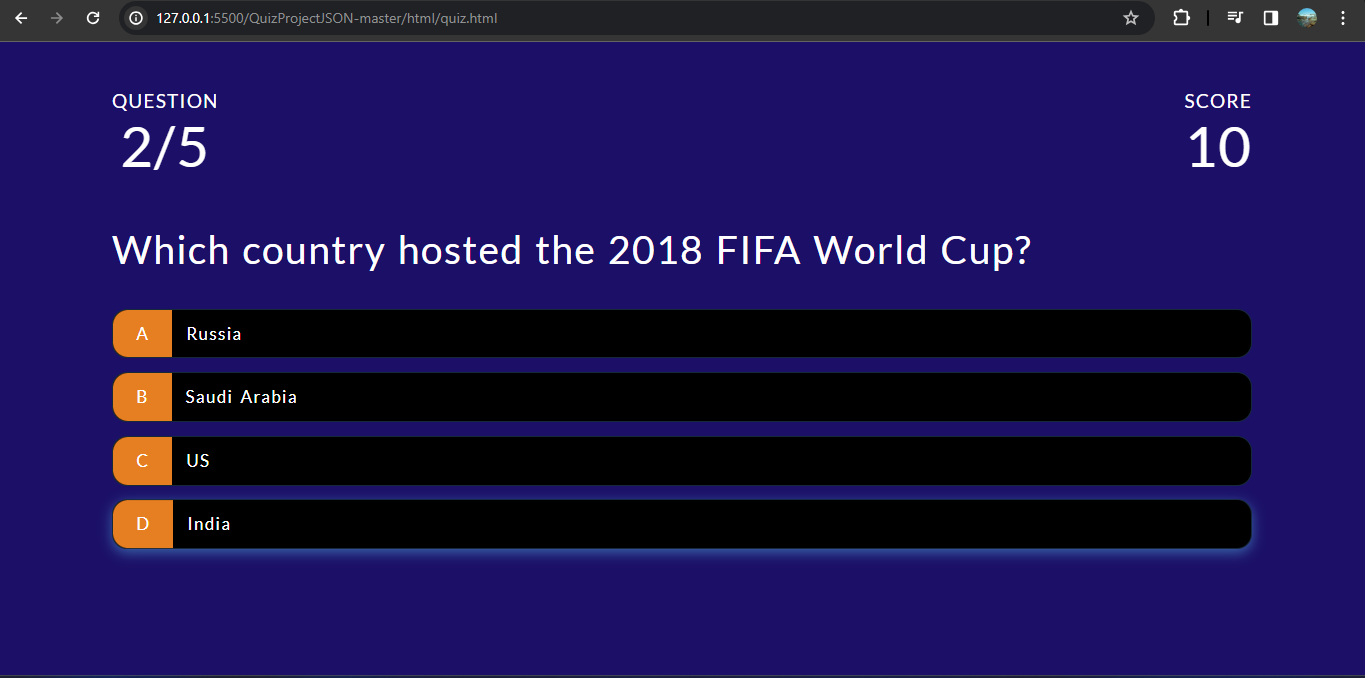 127.0.0.1:5500/QuizProjectJSON-master/html/quiz.html
QUESTION
2/5
SCORE
10
Which country hosted the 2018 FIFA World Cup?
A Russia
B Saudi Arabia
C US
D India